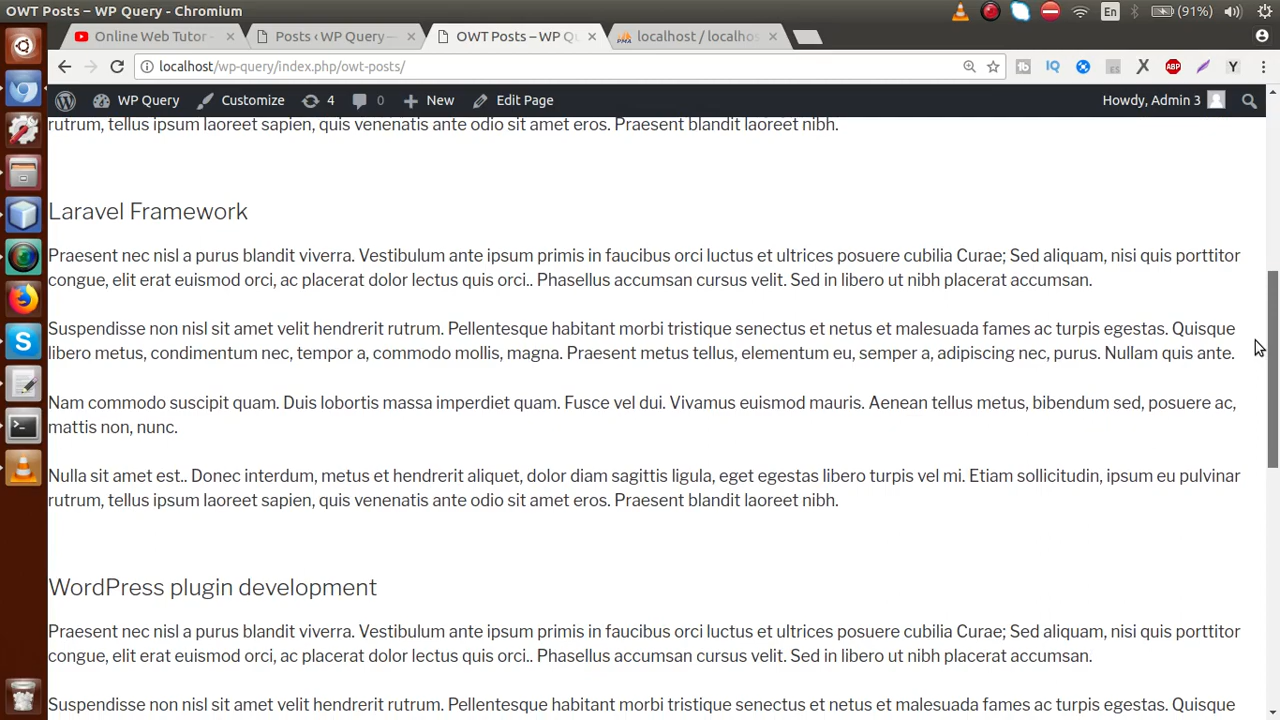 OWT Posts – WP Query - Chromium
En
(91%)
Online Web Tutor -
Posts ‹ WP Query —
OWT Posts – WP Qu
localhost / localhos
localhost/wp-query/index.php/owt-posts/
IQ
ABP
Y
WP Query
Customize
4
0
New
Edit Page
Howdy, Admin 3
rutrum, tellus ipsum laoreet sapien, quis venenatis ante odio sit amet eros. Praesent blandit laoreet nibh.
Laravel Framework
Praesent nec nisl a purus blandit viverra. Vestibulum ante ipsum primis in faucibus orci luctus et ultrices posuere cubilia Curae; Sed aliquam, nisi quis porttitor
congue, elit erat euismod orci, ac placerat dolor lectus quis orci.. Phasellus accumsan cursus velit. Sed in libero ut nibh placerat accumsan.
Suspendisse non nisl sit amet velit hendrerit rutrum. Pellentesque habitant morbi tristique senectus et netus et malesuada fames ac turpis egestas. Quisque
libero metus, condimentum nec, tempor a, commodo mollis, magna. Praesent metus tellus, elementum eu, semper a, adipiscing nec, purus. Nullam quis ante.
Nam commodo suscipit quam. Duis lobortis massa imperdiet quam. Fusce vel dui. Vivamus euismod mauris. Aenean tellus metus, bibendum sed, posuere ac,
mattis non, nunc.
Nulla sit amet est.. Donec interdum, metus et hendrerit aliquet, dolor diam sagittis ligula, eget egestas libero turpis vel mi. Etiam sollicitudin, ipsum eu pulvinar
rutrum, tellus ipsum laoreet sapien, quis venenatis ante odio sit amet eros. Praesent blandit laoreet nibh.
WordPress plugin development
Praesent nec nisl a purus blandit viverra. Vestibulum ante ipsum primis in faucibus orci luctus et ultrices posuere cubilia Curae; Sed aliquam, nisi quis porttitor
congue, elit erat euismod orci, ac placerat dolor lectus quis orci.. Phasellus accumsan cursus velit. Sed in libero ut nibh placerat accumsan.
Suspendisse non nisl sit amet velit hendrerit rutrum. Pellentesque habitant morbi tristique senectus et netus et malesuada fames ac turpis egestas. Quisque